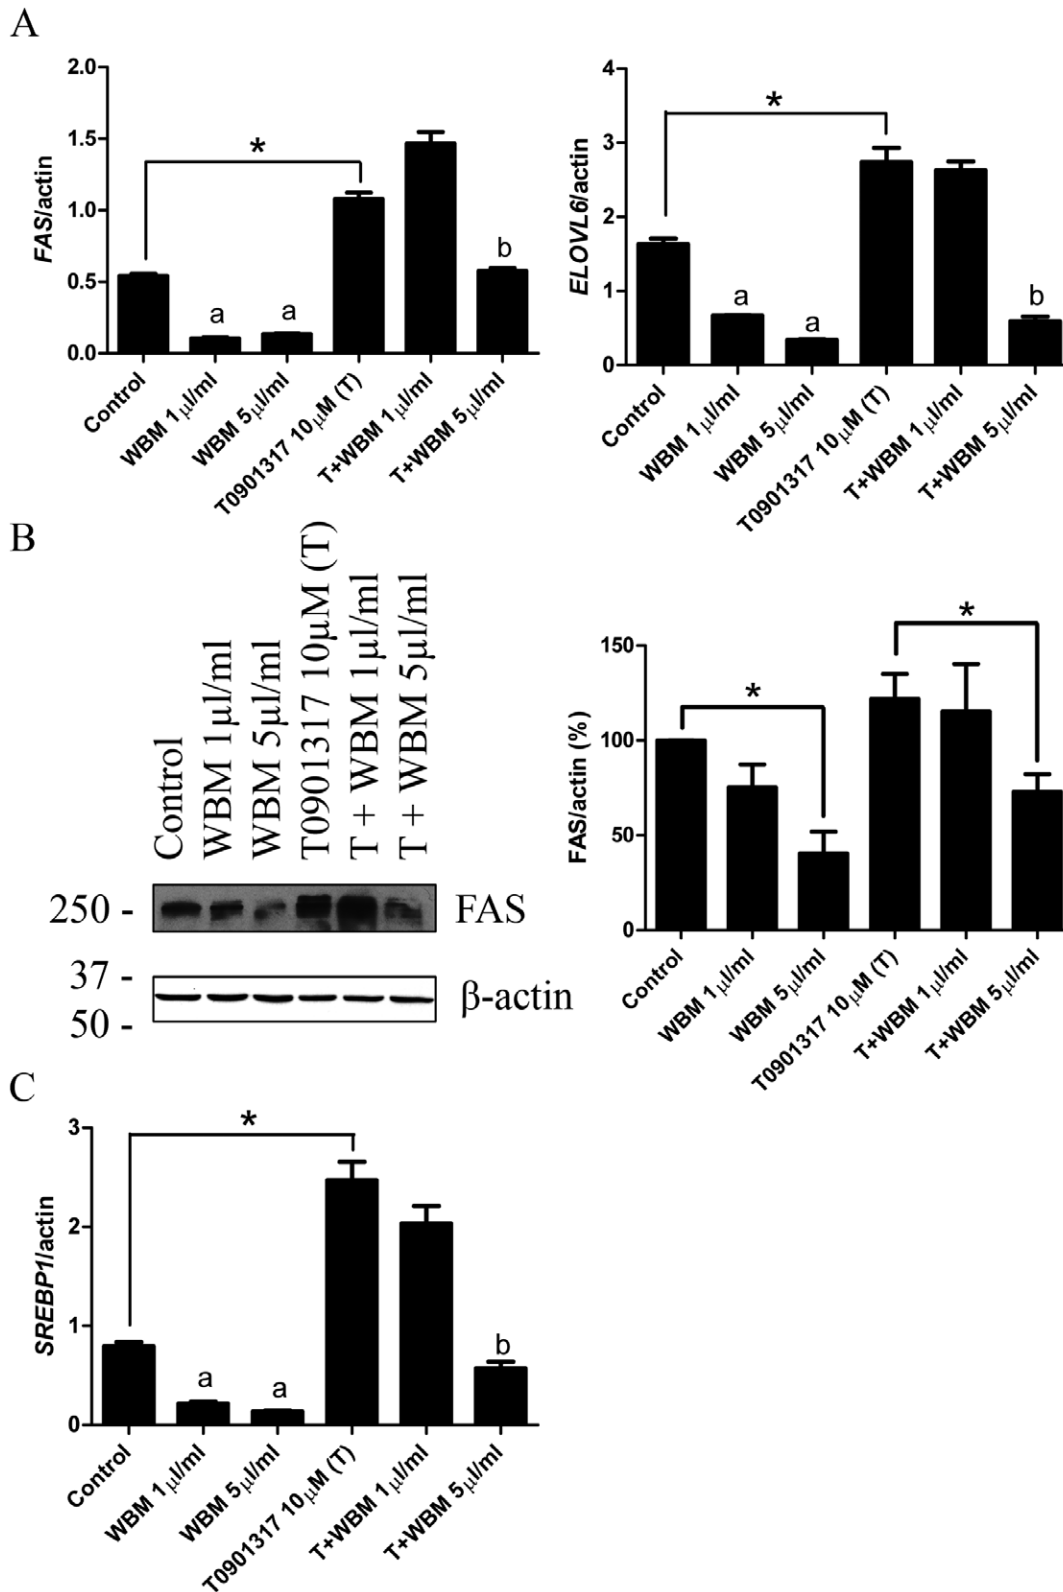 A
2.0
1.5
1.0
0.5
0.0
FAS/actin
*
a
a
b
Control
WBM 1μl/ml
WBM 5μl/ml
T0901317 10μM (T)
T+WBM 1μl/ml
T+WBM 5μl/ml
4
3
2
1
0
ELOVL6/actin
*
a
a
b
Control
WBM 1μl/ml
WBM 5μl/ml
T0901317 10μM (T)
T+WBM 1μl/ml
T+WBM 5μl/ml
B
Control
WBM 1μl/ml
WBM 5μl/ml
T0901317 10μM (T)
T + WBM 1μl/ml
T + WBM 5μl/ml
250 -
FAS
37 -
β-actin
50 -
150
100
50
0
FAS/actin (%)
*
*
Control
WBM 1μl/ml
WBM 5μl/ml
T0901317 10μM (T)
T+WBM 1μl/ml
T+WBM 5μl/ml
C
3
2
1
0
SREBP1/actin
*
a
a
b
Control
WBM 1μl/ml
WBM 5μl/ml
T0901317 10μM (T)
T+WBM 1μl/ml
T+WBM 5μl/ml